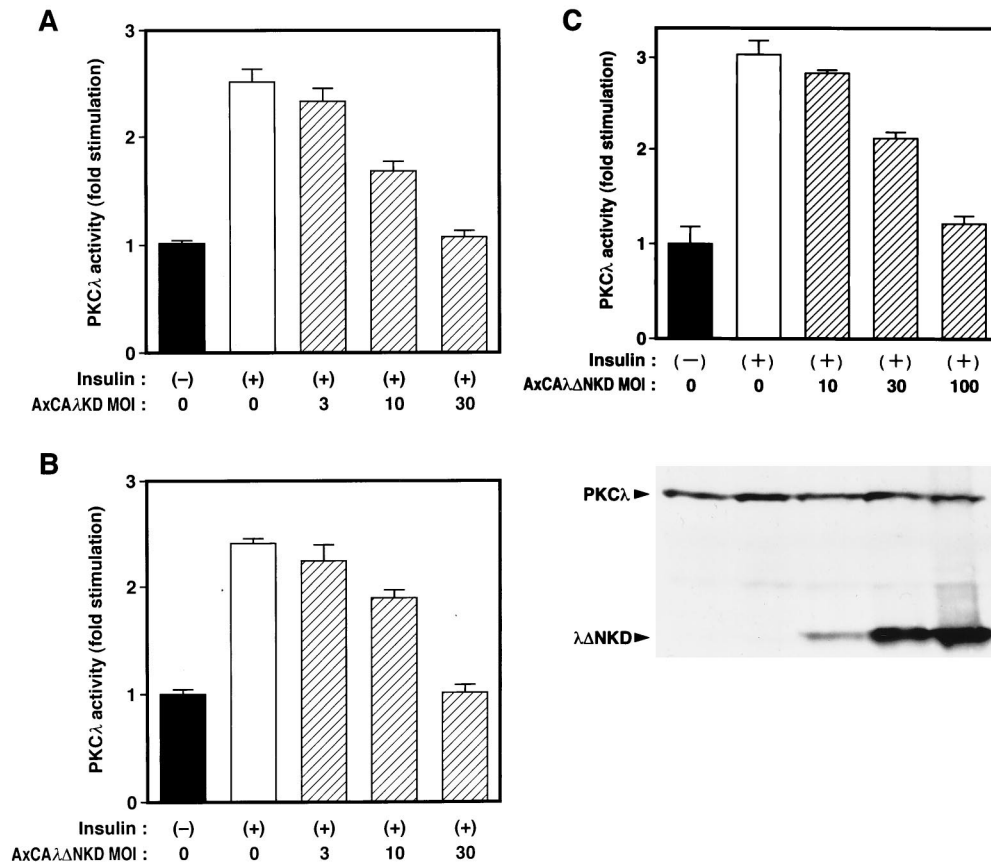 A
3
2
1
0
PKCλ activity (fold stimulation)
Insulin : (–) (+) (+) (+) (+)
AxCAλKD MOI : 0 0 3 10 30
B
3
2
1
0
PKCλ activity (fold stimulation)
Insulin : (–) (+) (+) (+) (+)
AxCAλΔNKD MOI : 0 0 3 10 30
C
3
2
1
0
PKCλ activity (fold stimulation)
Insulin : (—) (+) (+) (+) (+)
AxCAλΔNKD MOI : 0 0 10 30 100
PKCλ
λΔNKD